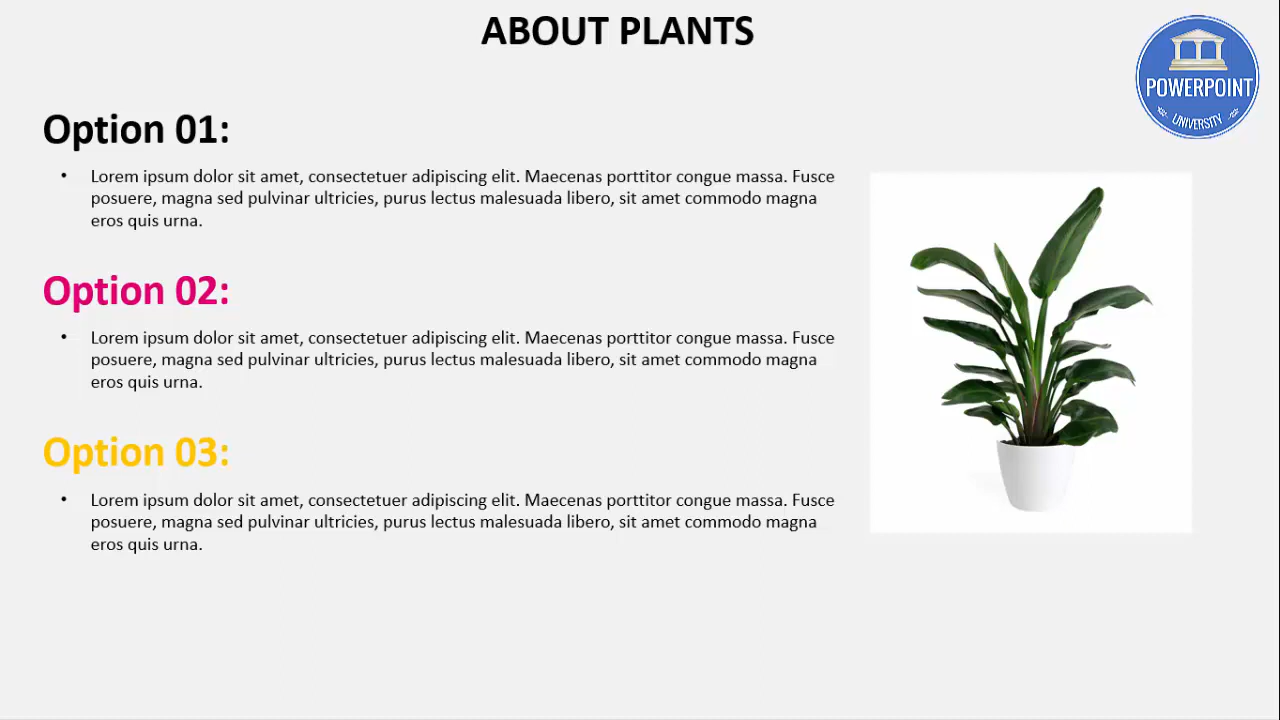 ABOUT PLANTS
POWERPOINT
UNIVERSITY
Option 01:
• Lorem ipsum dolor sit amet, consectetuer adipiscing elit. Maecenas porttitor congue massa. Fusce
posuere, magna sed pulvinar ultricies, purus lectus malesuada libero, sit amet commodo magna
eros quis urna.
Option 02:
• Lorem ipsum dolor sit amet, consectetuer adipiscing elit. Maecenas porttitor congue massa. Fusce
posuere, magna sed pulvinar ultricies, purus lectus malesuada libero, sit amet commodo magna
eros quis urna.
Option 03:
• Lorem ipsum dolor sit amet, consectetuer adipiscing elit. Maecenas porttitor congue massa. Fusce
posuere, magna sed pulvinar ultricies, purus lectus malesuada libero, sit amet commodo magna
eros quis urna.